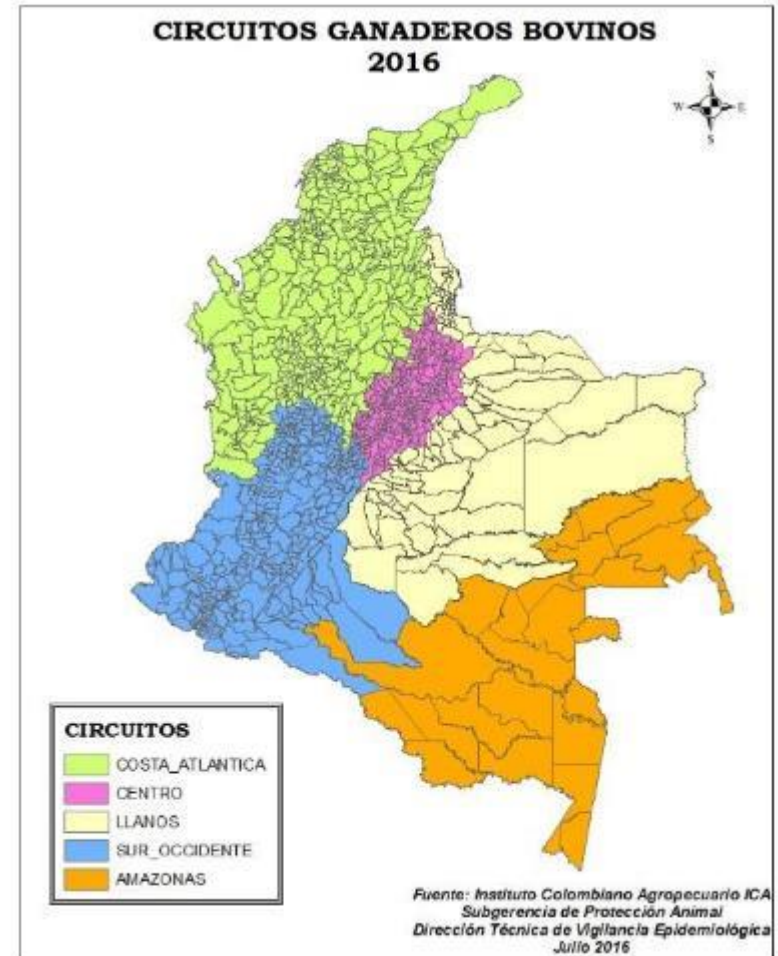 CIRCUITOS GANADEROS BOVINOS
2016
N
W E
S
CIRCUITOS
COSTA_ATLANTICA
CENTRO
LLANOS
SUR_OCCIDENTE
AMAZONAS
Fuente: Instituto Colombiano Agropecuario ICA
Subgerencia de Protección Animal
Dirección Técnica de Vigilancia Epidemiológica
Julio 2016